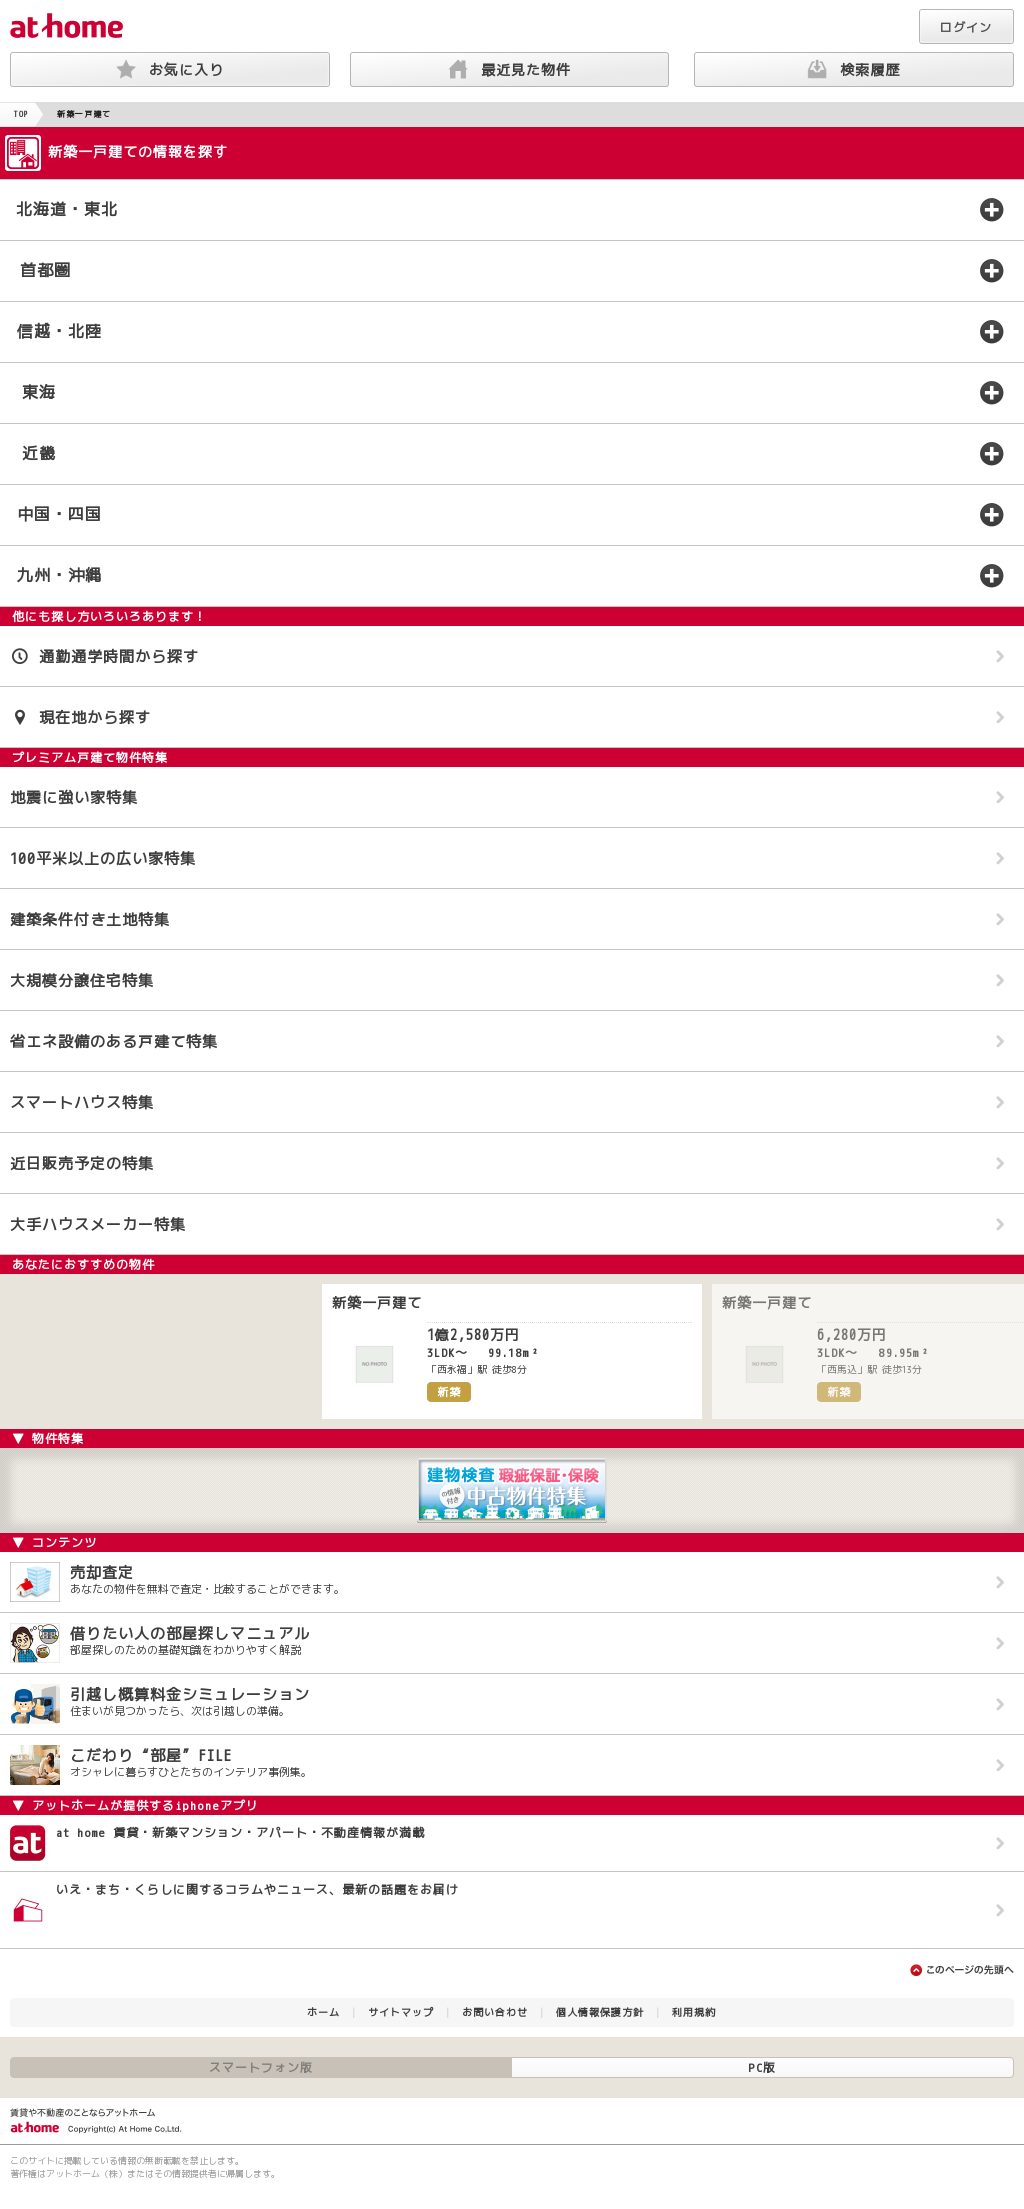 at home
ログイン
お気に入り
最近見た物件
検索履歴
TOP
新築一戸建て
新築一戸建ての情報を探す
北海道・東北
首都圏
信越・北陸
東海
近畿
中国・四国
九州・沖縄
他にも探し方いろいろあります！
通勤通学時間から探す
現在地から探す
プレミアム戸建て物件特集
地震に強い家特集
100平米以上の広い家特集
建築条件付き土地特集
大規模分譲住宅特集
省エネ設備のある戸建て特集
スマートハウス特集
近日販売予定の特集
大手ハウスメーカー特集
あなたにおすすめの物件
新築一戸建て
NO PHOTO
1億2,580万円
3LDK〜 99.18m²
「西永福」駅 徒歩8分
新築
新築一戸建て
NO PHOTO
6,280万円
3LDK〜 89.95m²
「西馬込」駅 徒歩13分
新築
▼ 物件特集
建物検査 瑕疵保証・保険
の情報付き 中古物件特集
▼ コンテンツ
売却査定
あなたの物件を無料で査定・比較することができます。
借りたい人の部屋探しマニュアル
部屋探しのための基礎知識をわかりやすく解説
引越し概算料金シミュレーション
住まいが見つかったら、次は引越しの準備。
こだわり“部屋”FILE
オシャレに暮らすひとたちのインテリア事例集。
▼ アットホームが提供するiphoneアプリ
at
at home 賃貸・新築マンション・アパート・不動産情報が満載
いえ・まち・くらしに関するコラムやニュース、最新の話題をお届け
このページの先頭へ
ホーム | サイトマップ | お問い合わせ | 個人情報保護方針 | 利用規約
スマートフォン版
PC版
賃貸や不動産のことならアットホーム
at home Copyright(c) At Home Co,Ltd.
このサイトに掲載している情報の無断転載を禁止します。
著作権はアットホーム（株）またはその情報提供者に帰属します。